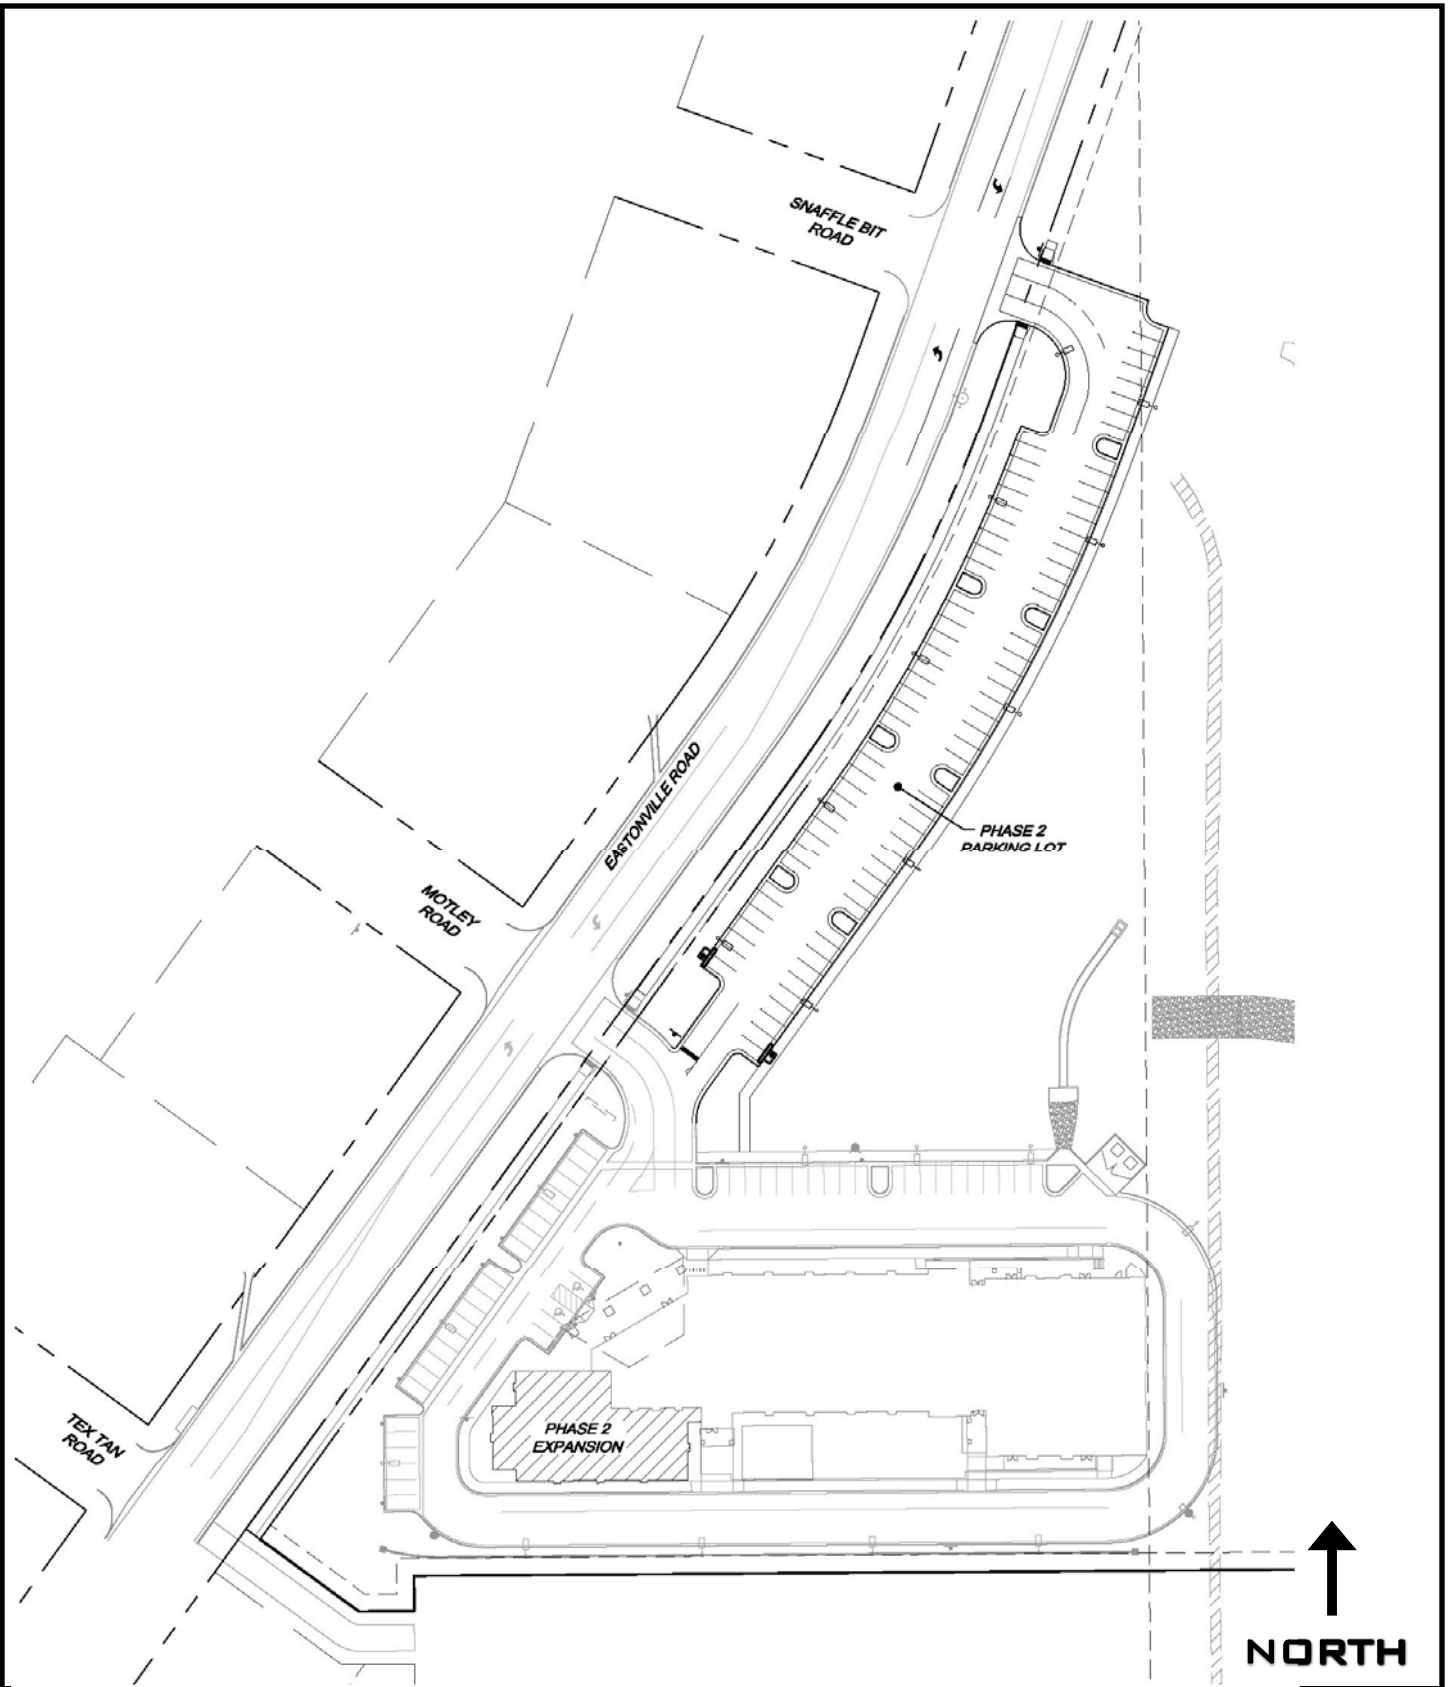 SNAFFLE BIT
ROAD
EASTONVILLE ROAD
PHASE 2
PARKING LOT
MOTLEY
ROAD
TEX TAN
ROAD
PHASE 2
EXPANSION
NORTH